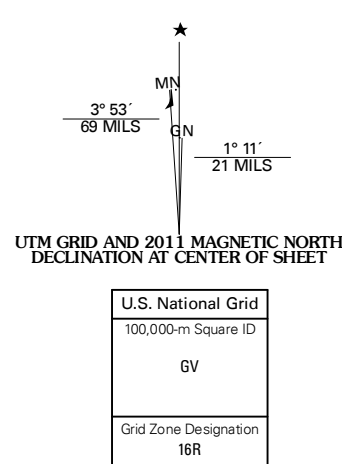 ★
MN
3° 53´
69 MILS
GN
1° 11´
21 MILS
UTM GRID AND 2011 MAGNETIC NORTH
DECLINATION AT CENTER OF SHEET
U.S. National Grid
100,000-m Square ID
GV
Grid Zone Designation
16R